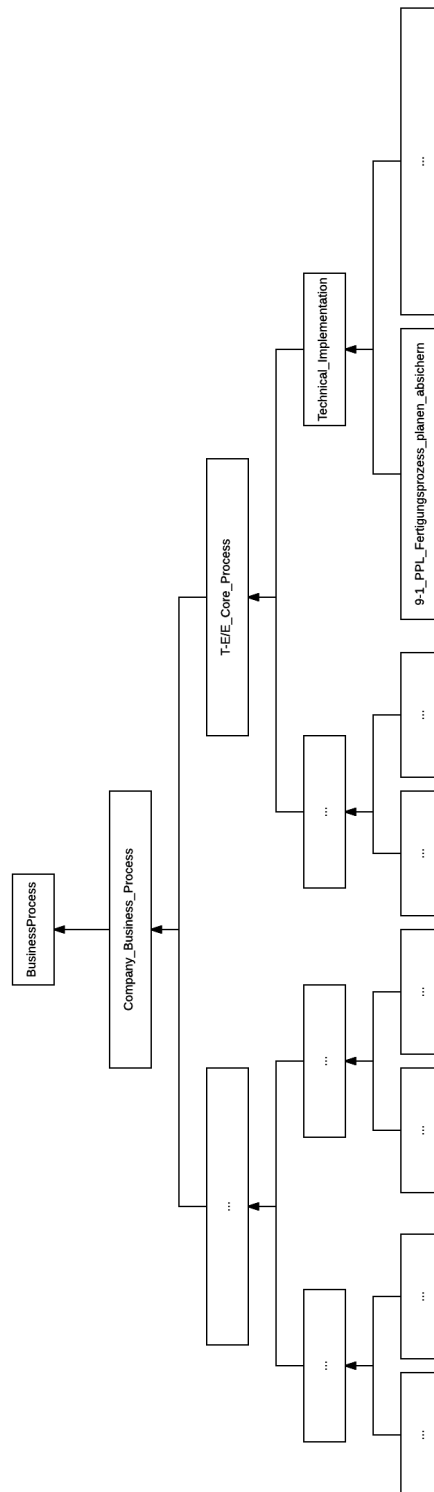 BusinessProcess
Company_Business_Process
...
T-E/E_Core_Process
...
...
...
Technical_Implementation
...
...
...
...
...
...
9-1_PPL_Fertigungsprozess_planen_absichern
...